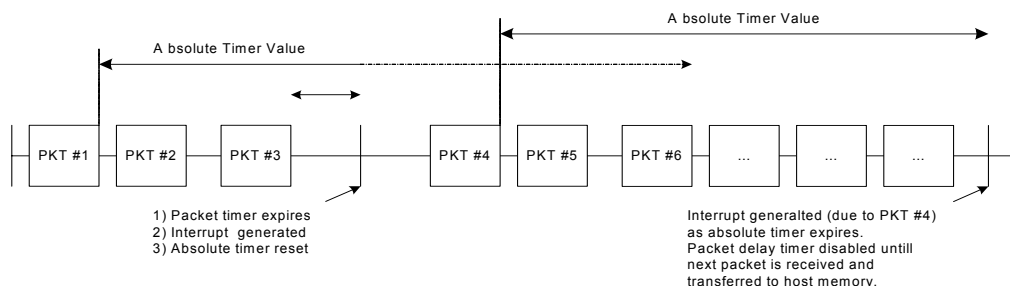 A bsolute Timer Value
A bsolute Timer Value
PKT #1 PKT #2 PKT #3 PKT #4 PKT #5 PKT #6 ... ... ...
1) Packet timer expires
2) Interrupt generated
3) Absolute timer reset
Interrupt generalted (due to PKT #4)
as absolute timer expires.
Packet delay timer disabled untill
next packet is received and
transferred to host memory.